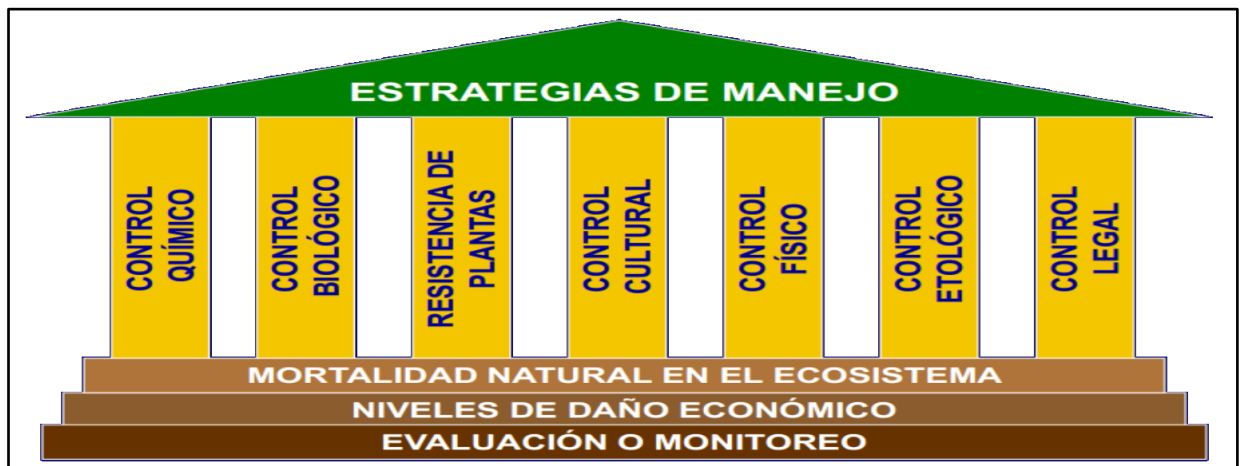 ESTRATEGIAS DE MANEJO
CONTROL
QUÍMICO
CONTROL
BIOLÓGICO
RESISTENCIA DE
PLANTAS
CONTROL
CULTURAL
CONTROL
FÍSICO
CONTROL
ETOLÓGICO
CONTROL
LEGAL
MORTALIDAD NATURAL EN EL ECOSISTEMA
NIVELES DE DAÑO ECONÓMICO
EVALUACIÓN O MONITOREO